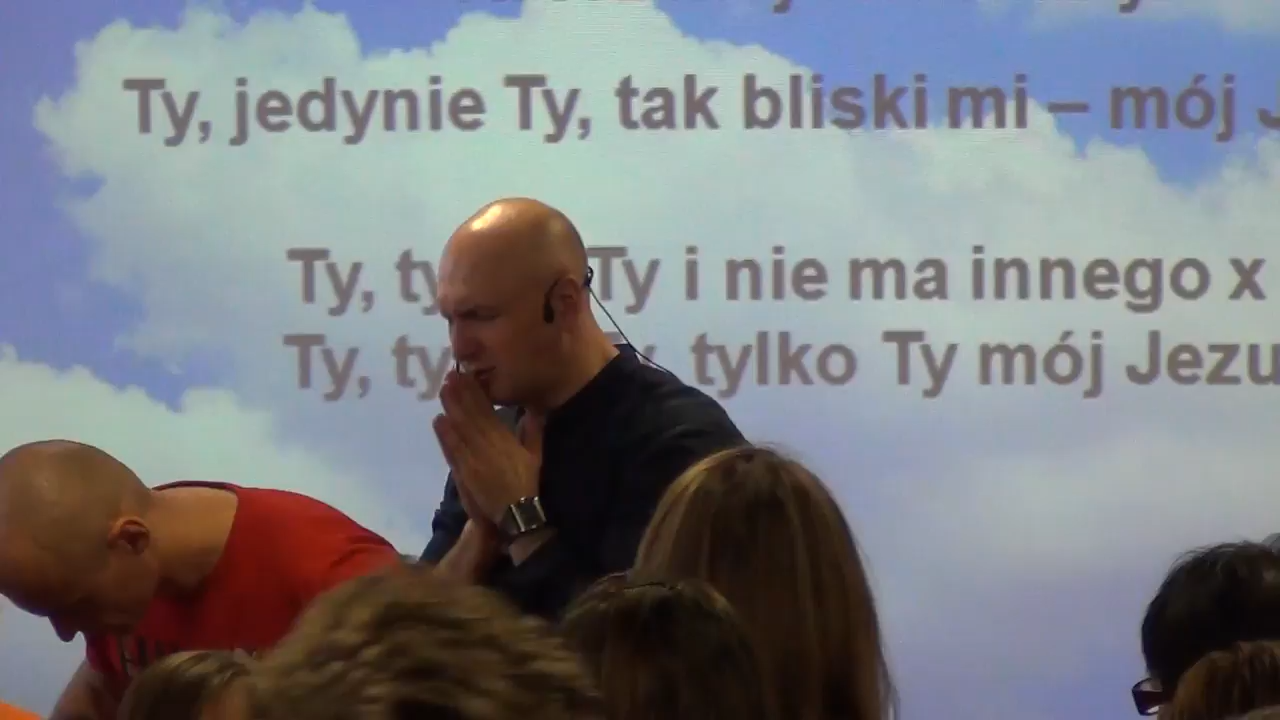 Ty, jedynie Ty, tak bliski mi – mój J
Ty, ty Ty i nie ma innego x
Ty, ty tylko Ty mój Jezu